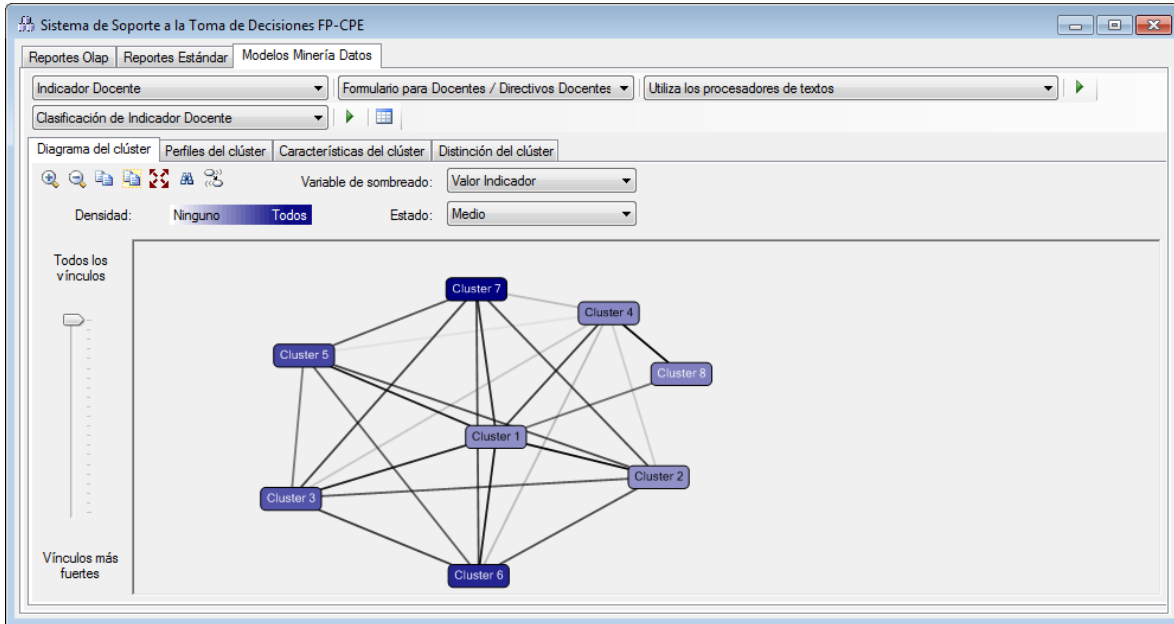 Sistema de Soporte a la Toma de Decisiones FP-CPE
Reportes Olap Reportes Estándar Modelos Minería Datos
Indicador Docente Formulario para Docentes / Directivos Docentes Utiliza los procesadores de textos
Clasificación de Indicador Docente
Diagrama del clúster Perfiles del clúster Características del clúster Distinción del clúster
Variable de sombreado: Valor Indicador
Densidad: Ninguno Todos Estado: Medio
Todos los
vínculos
Cluster 7
Cluster 4
Cluster 5
Cluster 8
Cluster 1
Cluster 2
Cluster 3
Vínculos más
fuertes
Cluster 6